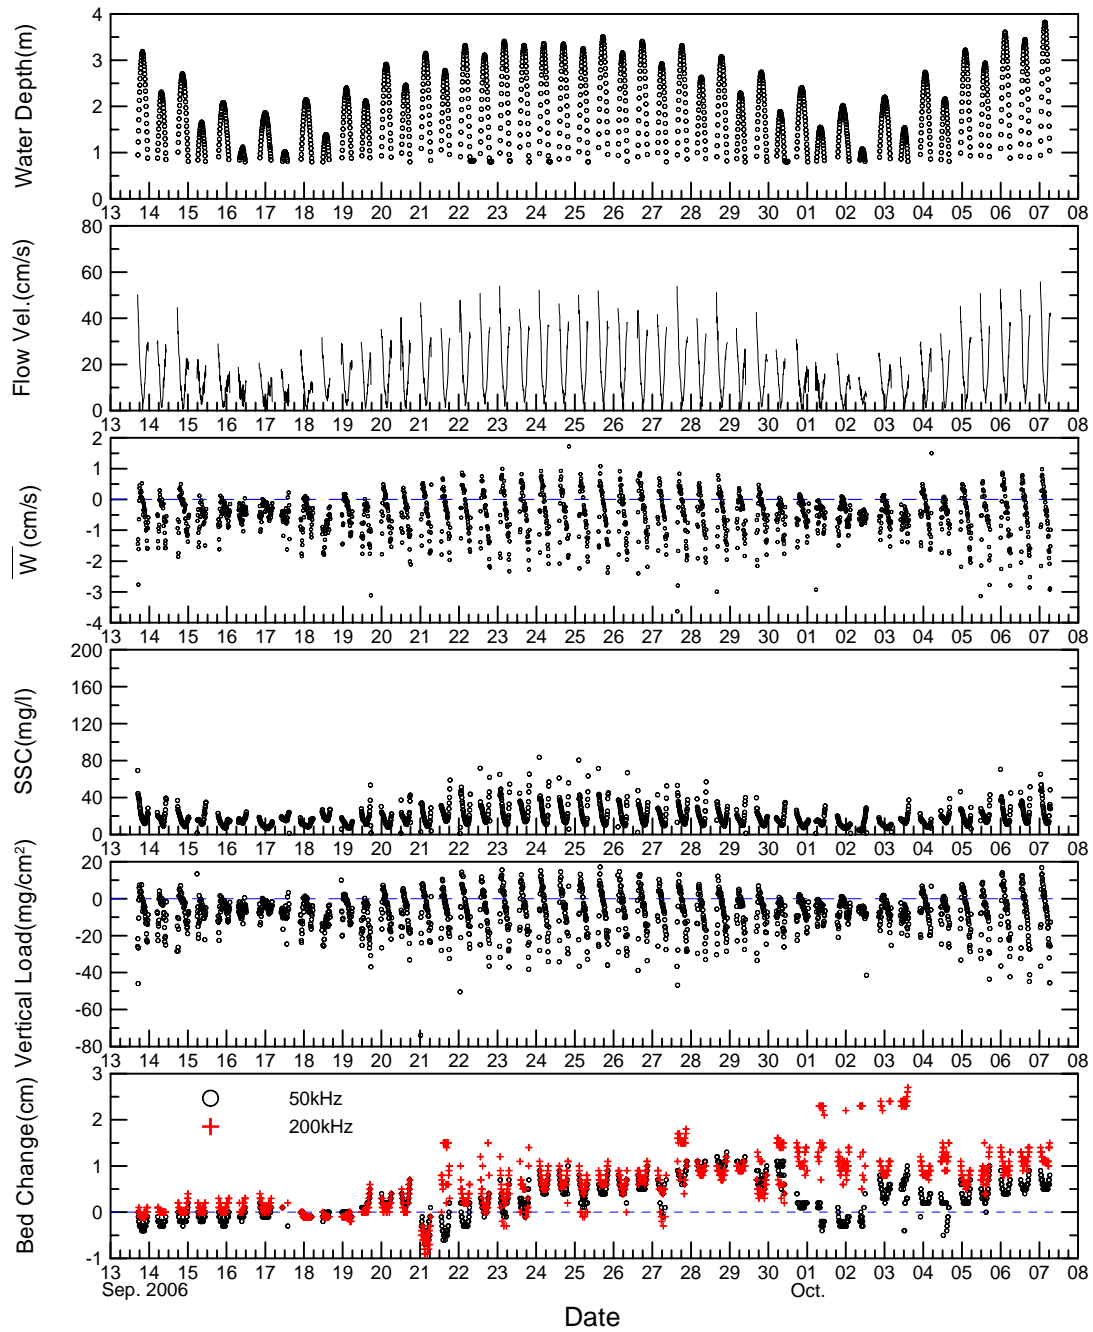 Water Depth(m)
4
3
2
1
0
13 14 15 16 17 18 19 20 21 22 23 24 25 26 27 28 29 30 01 02 03 04 05 06 07 08
Flow Vel.(cm/s)
80
60
40
20
0
13 14 15 16 17 18 19 20 21 22 23 24 25 26 27 28 29 30 01 02 03 04 05 06 07 08
W (cm/s)
2
1
0
-1
-2
-3
-4
13 14 15 16 17 18 19 20 21 22 23 24 25 26 27 28 29 30 01 02 03 04 05 06 07 08
SSC(mg/l)
200
160
120
80
40
0
13 14 15 16 17 18 19 20 21 22 23 24 25 26 27 28 29 30 01 02 03 04 05 06 07 08
Vertical Load(mg/cm²)
20
0
-20
-40
-60
-80
13 14 15 16 17 18 19 20 21 22 23 24 25 26 27 28 29 30 01 02 03 04 05 06 07 08
Bed Change(cm)
3
2
1
0
-1
50kHz
200kHz
13 14 15 16 17 18 19 20 21 22 23 24 25 26 27 28 29 30 01 02 03 04 05 06 07 08
Sep. 2006 Oct.
Date